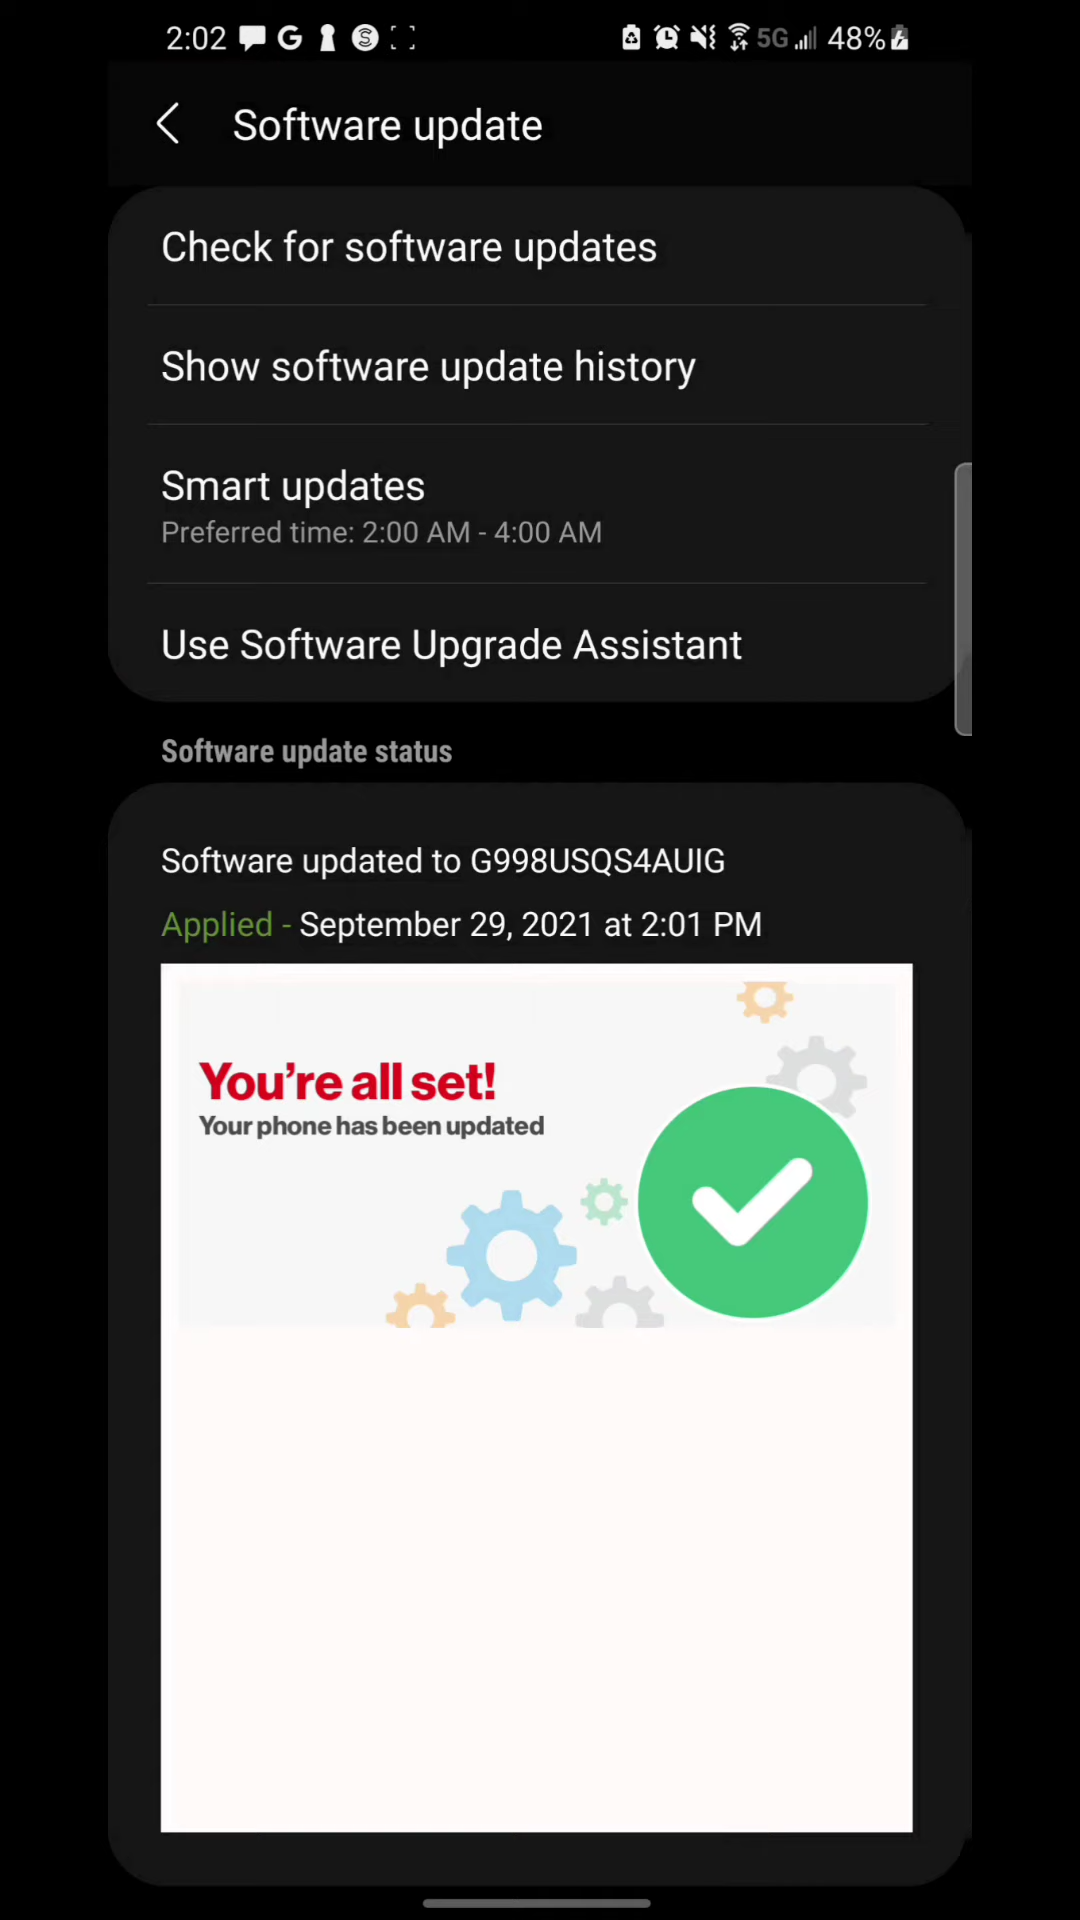 2:02
5G
48%
Software update
Check for software updates
Show software update history
Smart updates
Preferred time: 2:00 AM - 4:00 AM
Use Software Upgrade Assistant
Software update status
Software updated to G998USQS4AUIG
Applied - September 29, 2021 at 2:01 PM
You're all set!
Your phone has been updated